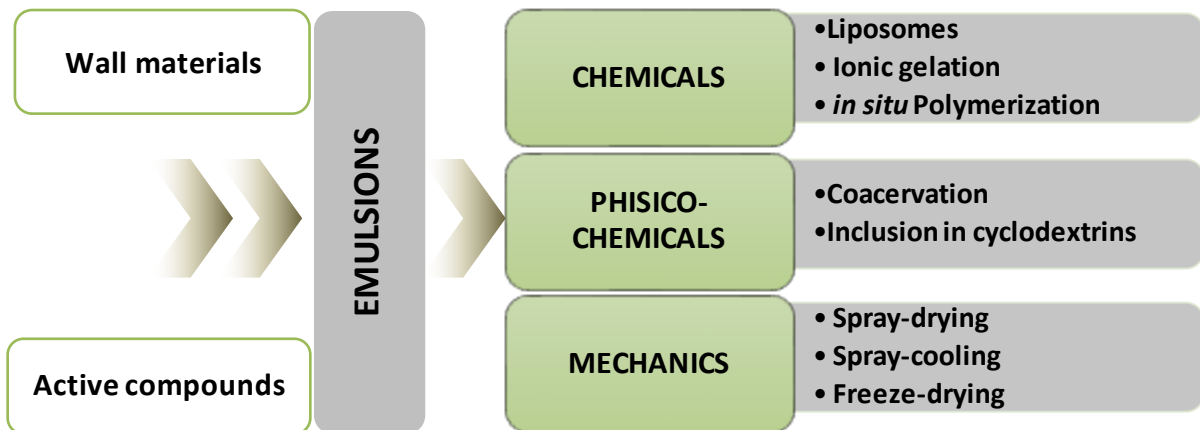 Wall materials
Active compounds
EMULSIONS
CHEMICALS
•Liposomes
• Ionic gelation
• in situ Polymerization
PHISICO-
CHEMICALS
•Coacervation
•Inclusion in cyclodextrins
MECHANICS
• Spray-drying
• Spray-cooling
• Freeze-drying